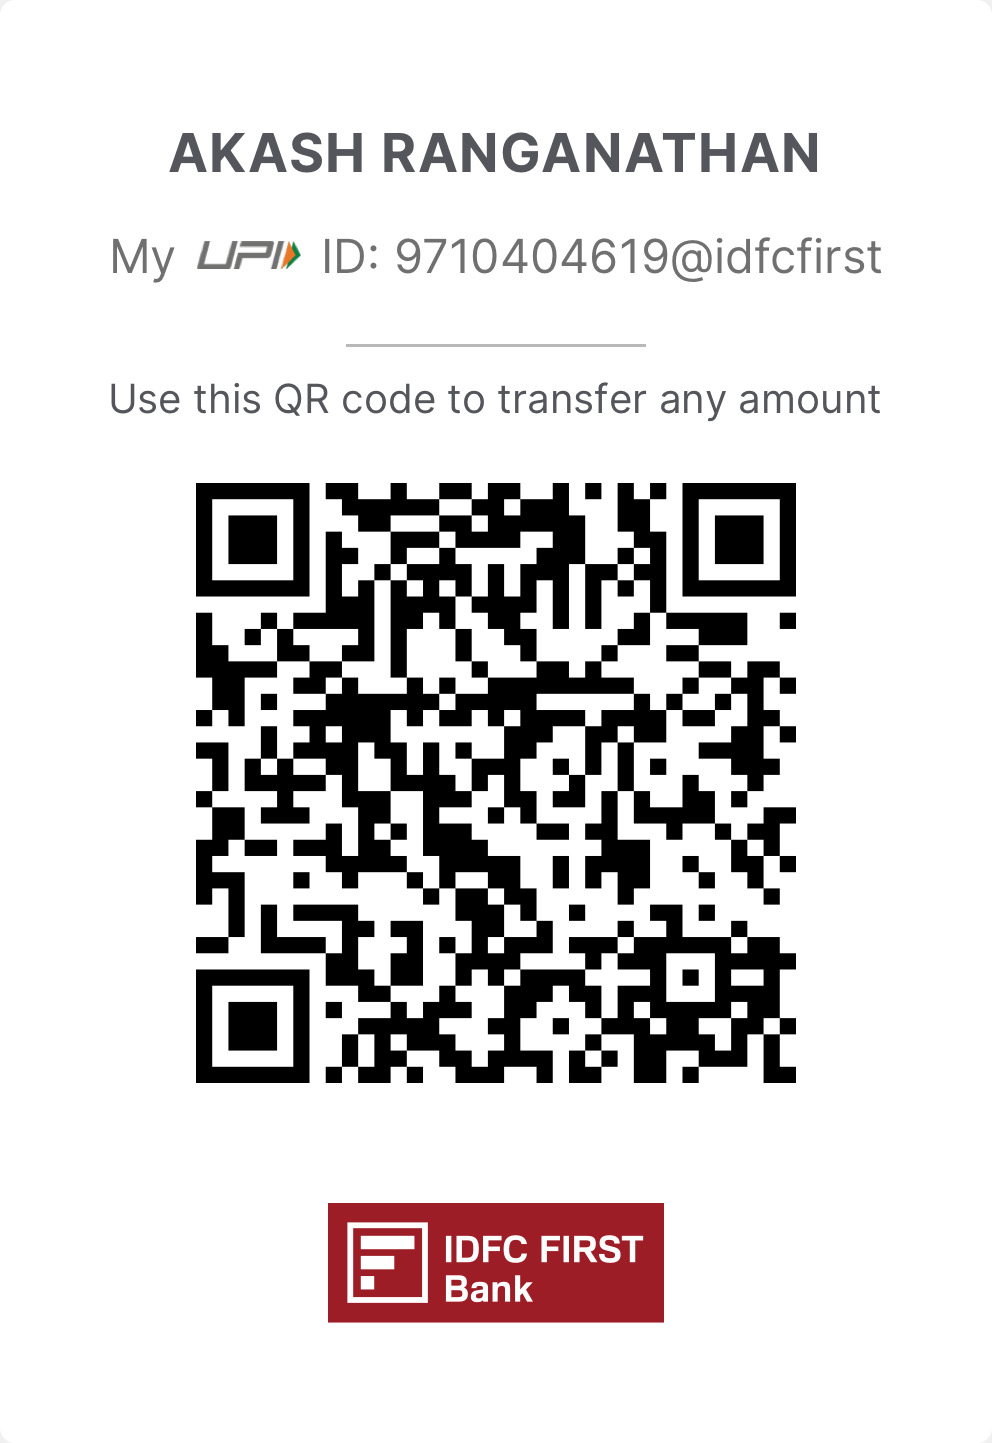 AKASH RANGANATHAN
My UPI ID: 9710404619@idfcfirst
Use this QR code to transfer any amount
IDFC FIRST
Bank